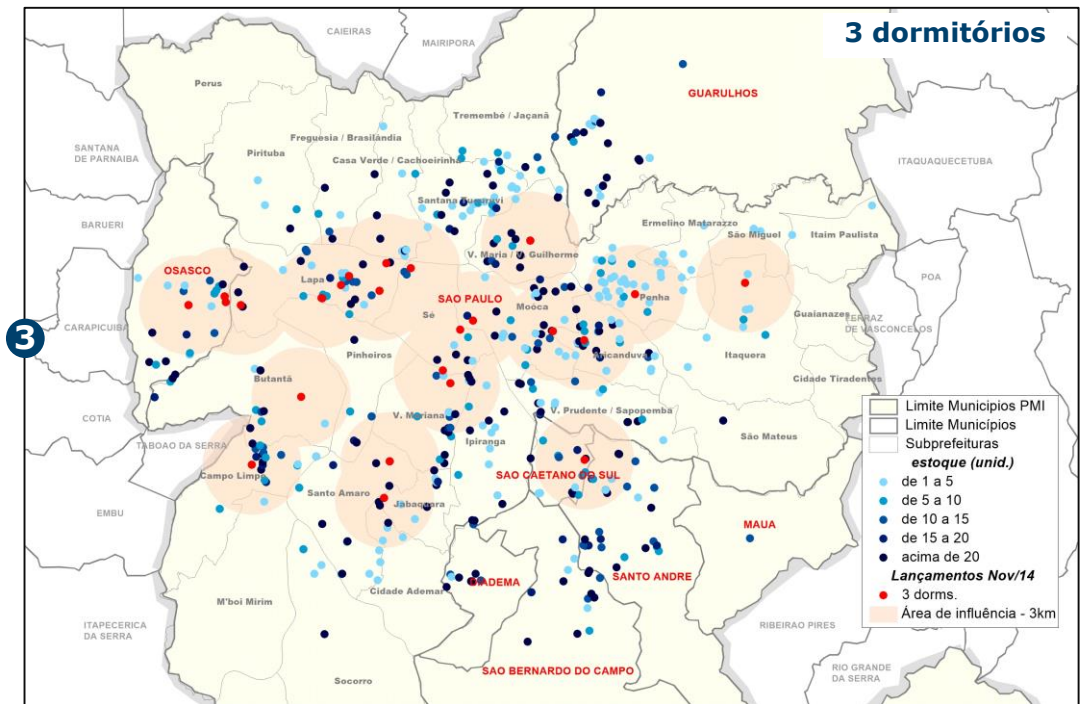 3 dormitórios
CAIEIRAS
MAIRIPORA
Perus
GUARULHOS
Tremembé / Jaçanã
Freguesia / Brasilândia
SANTANA
DE PARNAIBA
Pirituba
Casa Verde / Cachoeirinha
ITAQUAQUECETUBA
Santana Tucuruvi
BARUERI
Ermelino Matarazzo
São Miguel
Itaim Paulista
V. Maria / V. Guilherme
OSASCO
Lapa
POA
SAO PAULO
Penha
Moóca
Sé
Guaianazes
CARAPICUIBA
FERRAZ
DE VASCONCELOS
3
Pinheiros
Aricanduva
Itaquera
Butantã
Cidade Tiradentes
COTIA
V. Mariana
V. Prudente / Sapopemba
São Mateus
TABOAO DA SERRA
Ipiranga
Campo Limpo
SAO CAETANO DO SUL
Santo Amaro
Jabaquara
EMBU
MAUA
DIADEMA
SANTO ANDRE
Cidade Ademar
M'boi Mirim
ITAPECERICA
DA SERRA
RIBEIRAO PIRES
SAO BERNARDO DO CAMPO
RIO GRANDE
DA SERRA
Socorro
Limite Municipios PMI
Limite Municípios
Subprefeituras
estoque (unid.)
de 1 a 5
de 5 a 10
de 10 a 15
de 15 a 20
acima de 20
Lançamentos Nov/14
3 dorms.
Área de influência - 3km